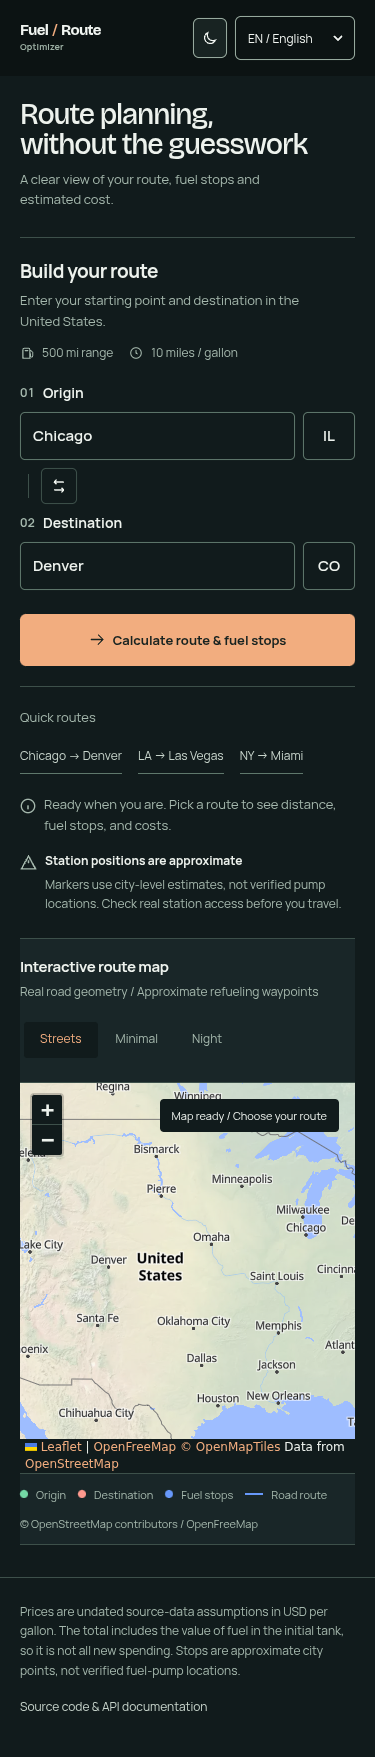 Fuel / Route
Optimizer
EN / English
Route planning,
without the guesswork
A clear view of your route, fuel stops and
estimated cost.
Build your route
Enter your starting point and destination in the
United States.
500 mi range
10 miles / gallon
01 Origin
Chicago
IL
02 Destination
Denver
CO
→ Calculate route & fuel stops
Quick routes
Chicago → Denver
LA → Las Vegas
NY → Miami
Ready when you are. Pick a route to see distance,
fuel stops, and costs.
Station positions are approximate
Markers use city-level estimates, not verified pump
locations. Check real station access before you travel.
Interactive route map
Real road geometry / Approximate refueling waypoints
Streets
Minimal
Night
Regina
Winnipeg
+
−
Map ready / Choose your route
elena
Bismarck
Minneapolis
Pierre
Milwaukee
Chicago
De
Omaha
ake City
Denver
United
States
Saint Louis
Cincinna
Santa Fe
Oklahoma City
Memphis
Atlant
oenix
Dallas
Jackson
Houston
New Orleans
Chihuahua City
Ta
Leaflet | OpenFreeMap © OpenMapTiles Data from
OpenStreetMap
Origin
Destination
Fuel stops
Road route
© OpenStreetMap contributors / OpenFreeMap
Prices are undated source-data assumptions in USD per
gallon. The total includes the value of fuel in the initial tank,
so it is not all new spending. Stops are approximate city
points, not verified fuel-pump locations.
Source code & API documentation